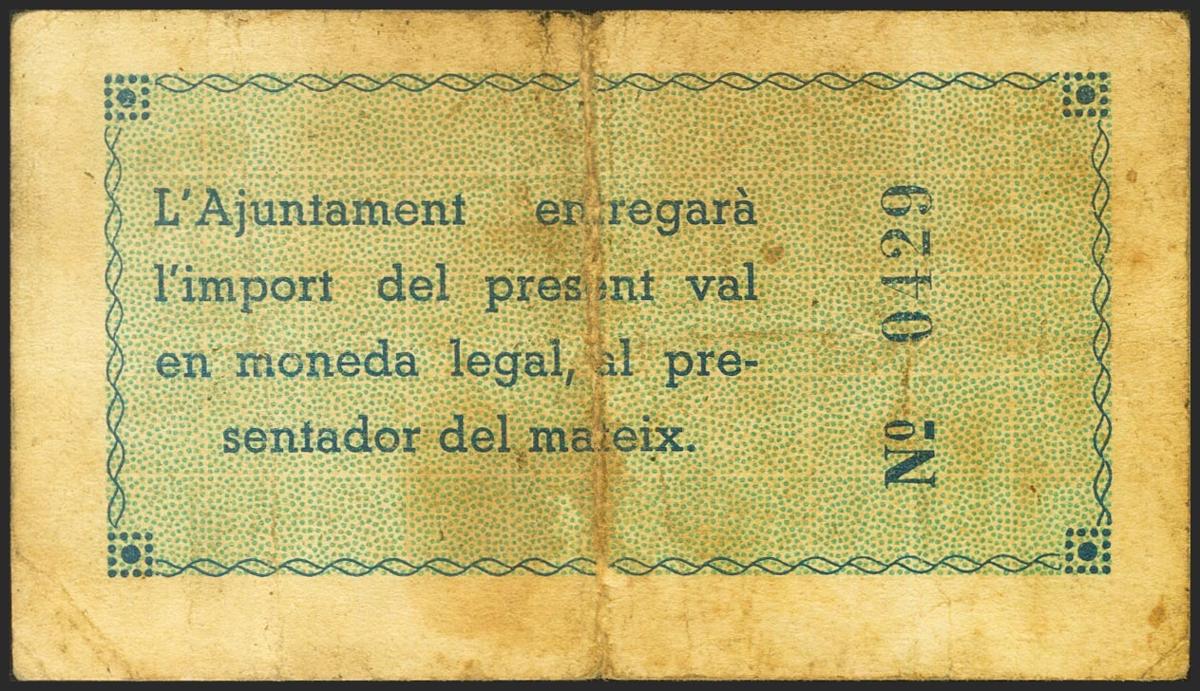 L'Ajuntament entregarà
l'import del present val
en moneda legal, al pre-
sentador del mateix.
Nº 0429